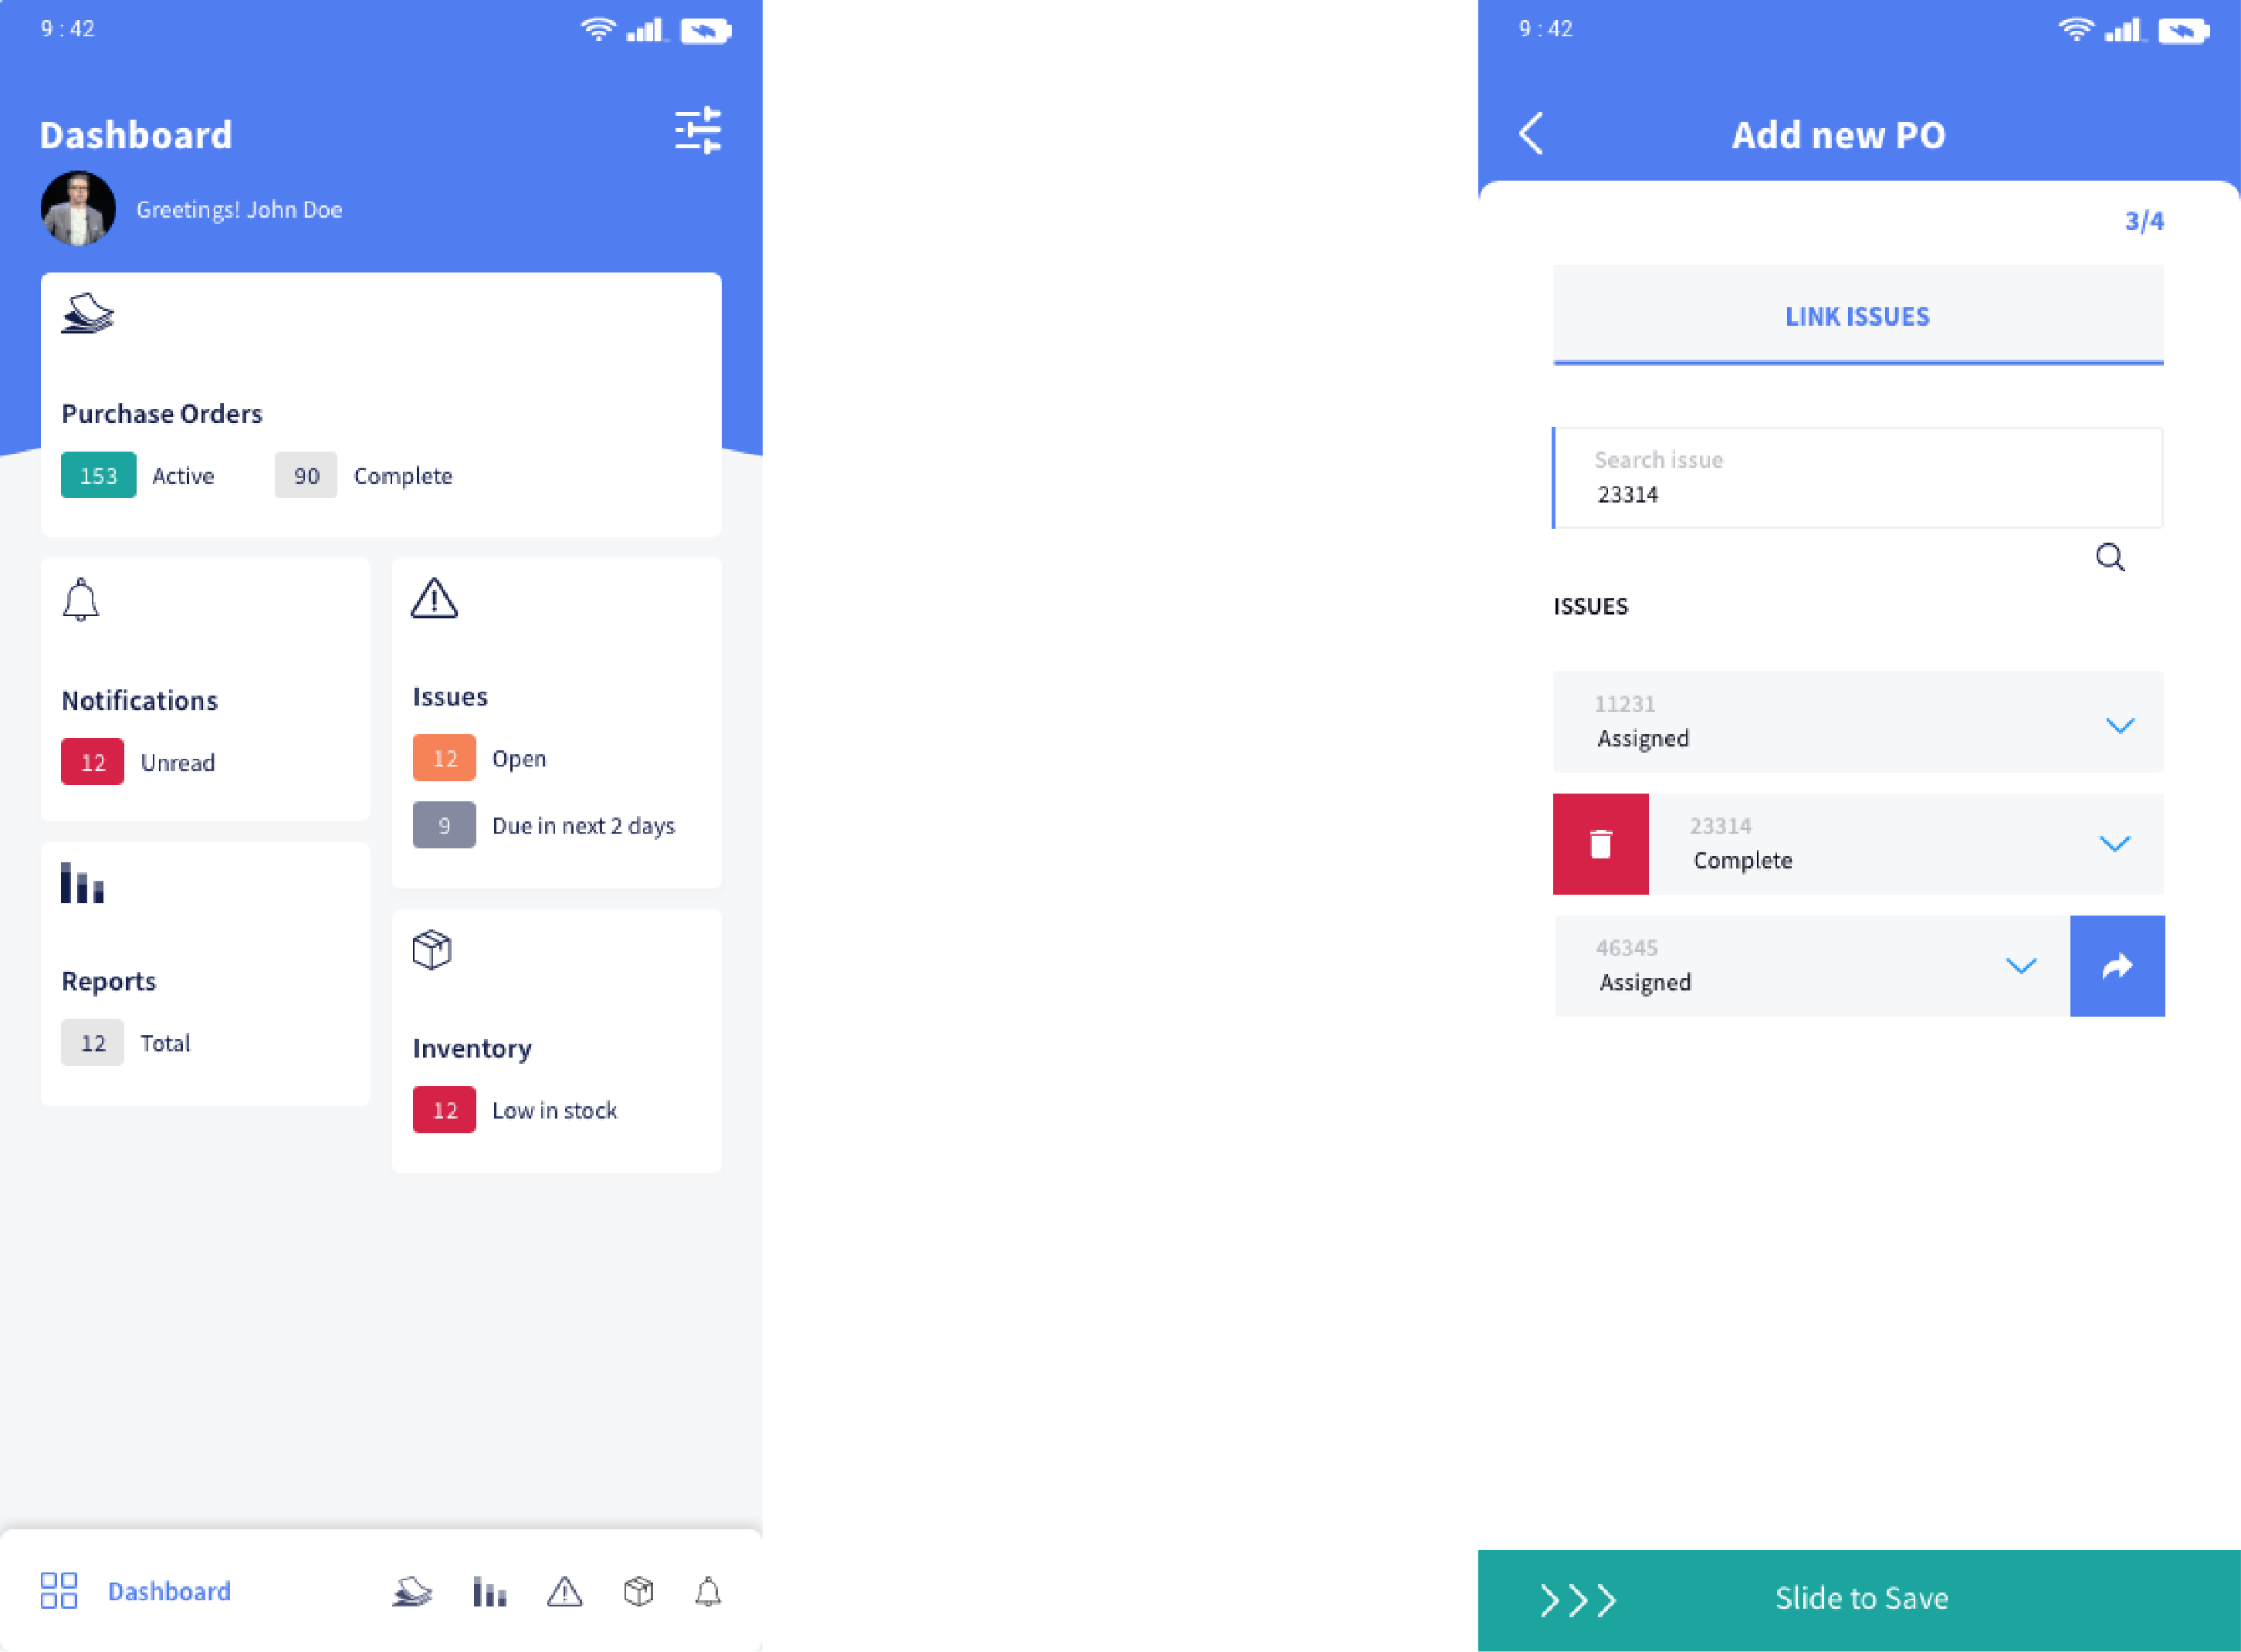 9 : 42
Dashboard
Greetings! John Doe
Purchase Orders
153 Active 90 Complete
Notifications
12 Unread
Issues
12 Open
9 Due in next 2 days
Reports
12 Total
Inventory
12 Low in stock
Dashboard
9 : 42
Add new PO
3/4
LINK ISSUES
Search issue
23314
ISSUES
11231
Assigned
23314
Complete
46345
Assigned
Slide to Save